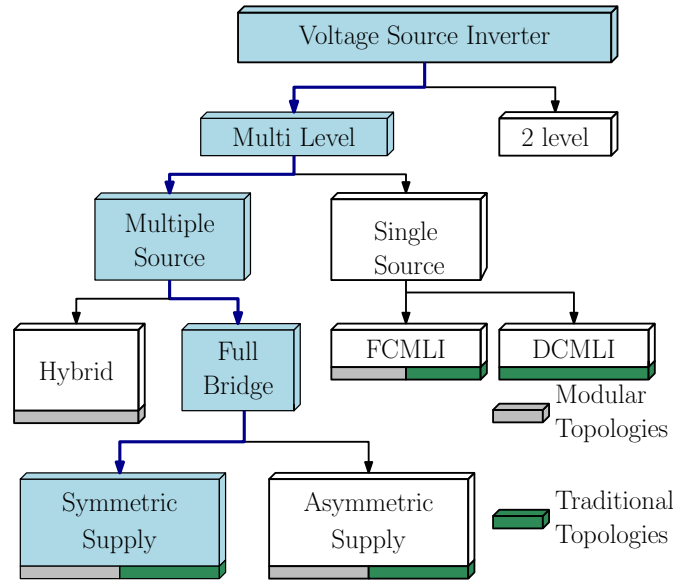 Voltage Source Inverter
Multi Level
2 level
Multiple
Source
Single
Source
Hybrid
Full
Bridge
FCMLI
DCMLI
Modular
Topologies
Symmetric
Supply
Asymmetric
Supply
Traditional
Topologies